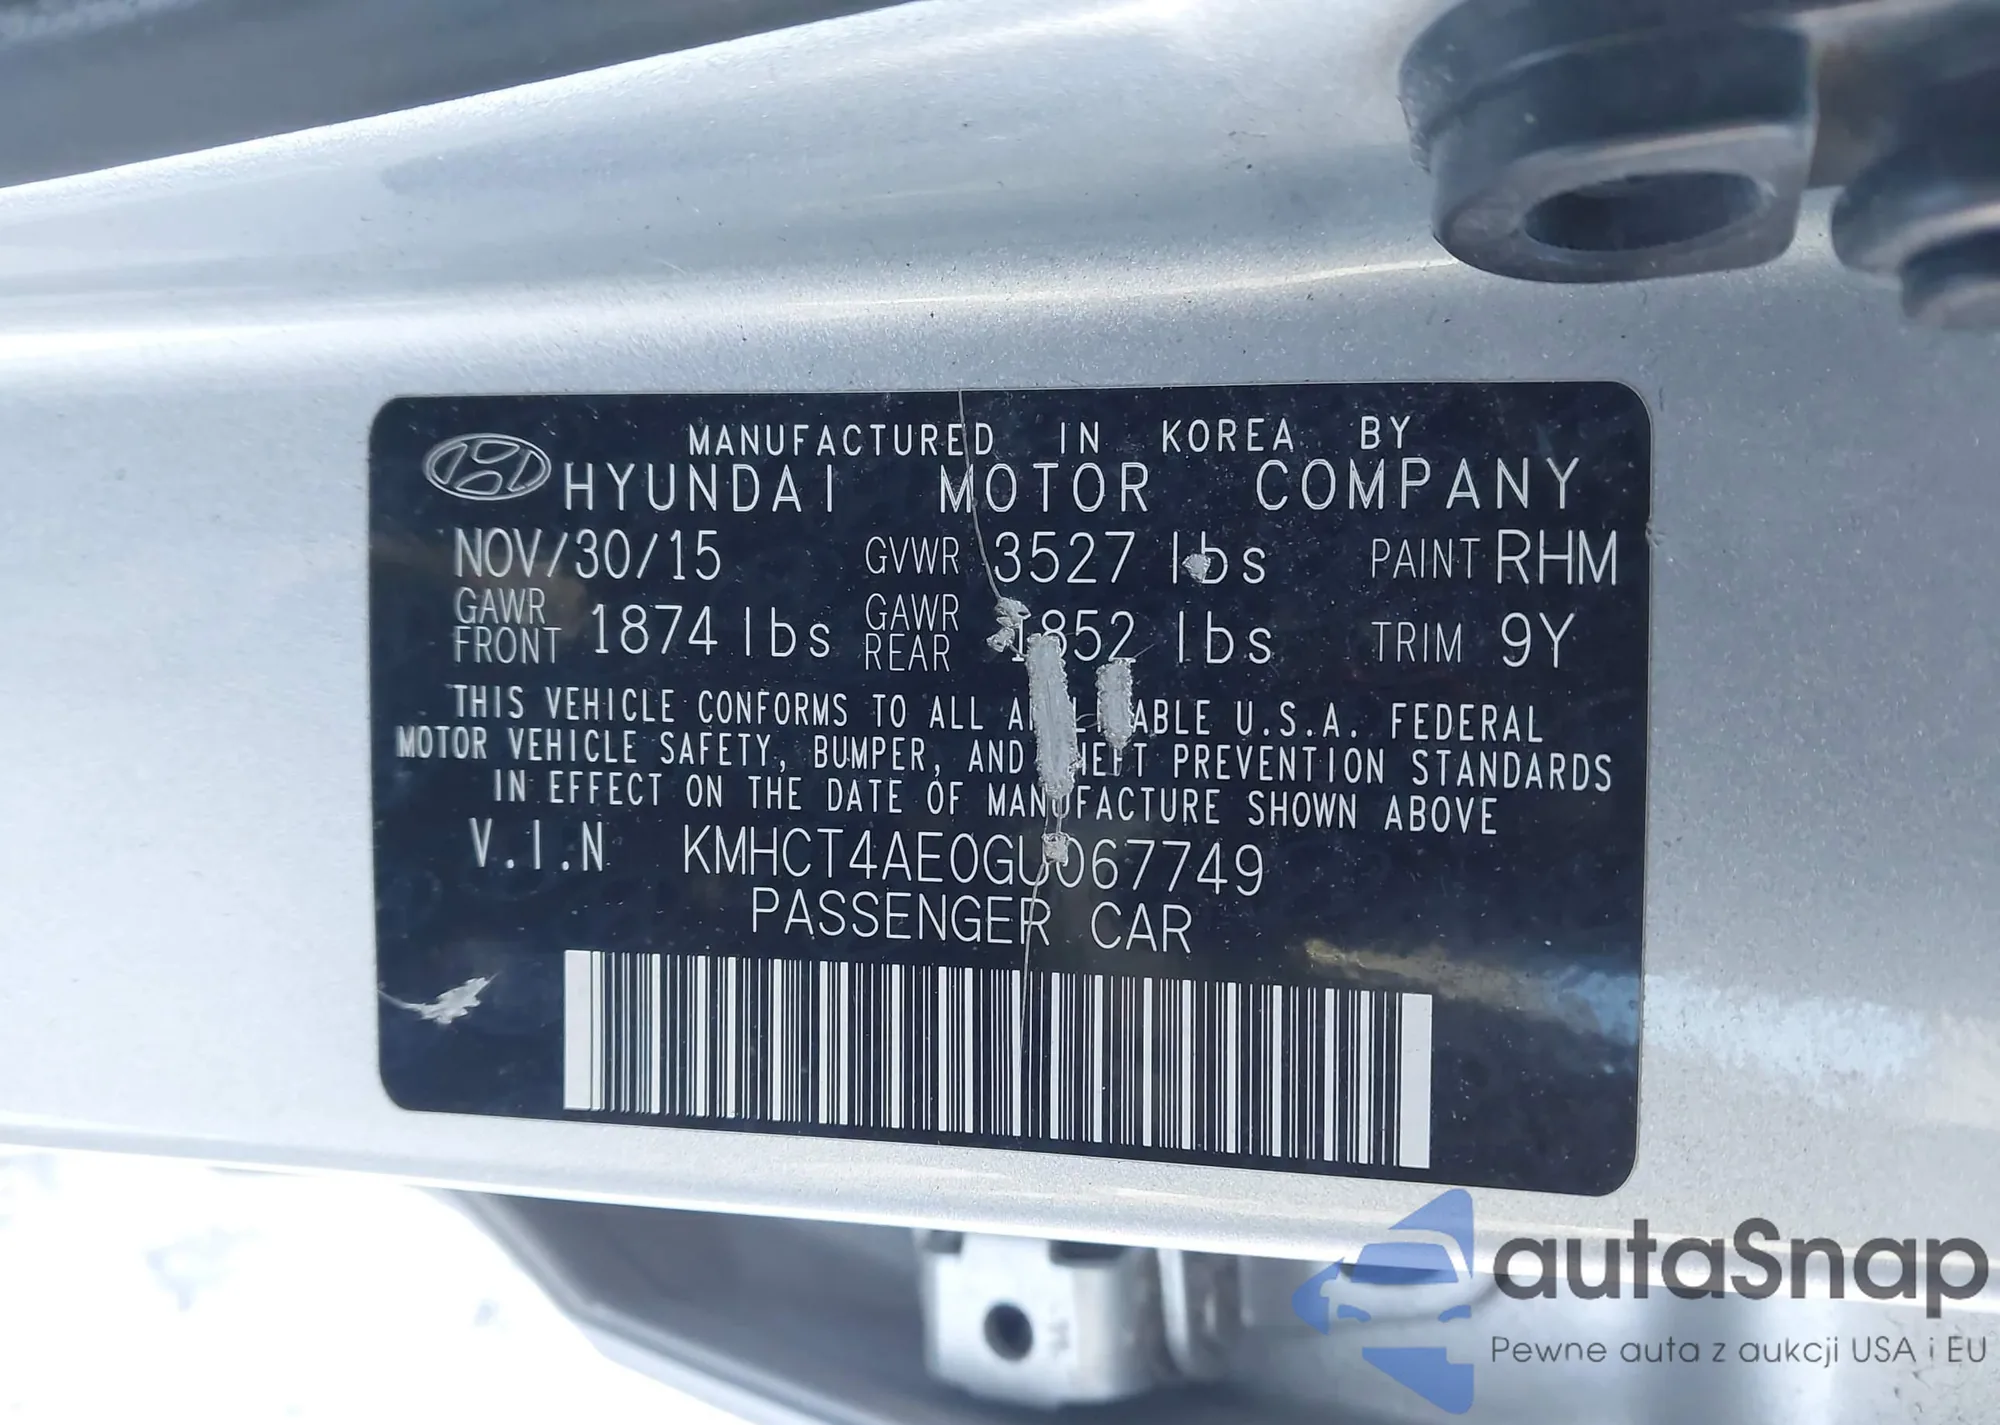 MANUFACTURED IN KOREA BY
HYUNDAI MOTOR COMPANY
NOV/30/15 GVWR 3527 lbs PAINT RHM
GAWR FRONT 1874 lbs GAWR REAR 1852 lbs TRIM 9Y
THIS VEHICLE CONFORMS TO ALL U.S.A. FEDERAL
MOTOR VEHICLE SAFETY, BUMPER, AND THEFT PREVENTION STANDARDS
IN EFFECT ON THE DATE OF MANUFACTURE SHOWN ABOVE
V.I.N KMHCT4AE0GU067749
PASSENGER CAR
autaSnap
Pewne auta z aukcji USA i EU